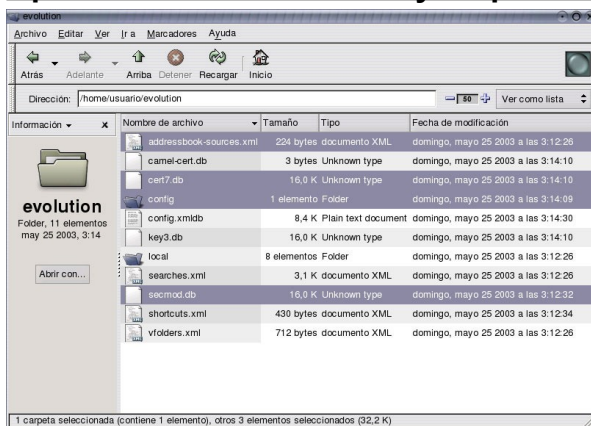 evolution
Archivo Editar Ver Ir a Marcadores Ayuda
Atrás Adelante Arriba Detener Recargar Inicio
Dirección: /home/usuario/evolution 50 Ver como lista
Información x
evolution
Folder, 11 elementos
may 25 2003, 3:14
Abrir con...
Nombre de archivo Tamaño Tipo Fecha de modificación
addressbook-sources.xml 224 bytes documento XML domingo, mayo 25 2003 a las 3:12:26
camel-cert.db 3 bytes Unknown type domingo, mayo 25 2003 a las 3:14:10
cert7.db 16,0 K Unknown type domingo, mayo 25 2003 a las 3:14:10
config 1 elemento Folder domingo, mayo 25 2003 a las 3:14:09
config.xmldb 8,4 K Plain text document domingo, mayo 25 2003 a las 3:14:30
key3.db 16,0 K Unknown type domingo, mayo 25 2003 a las 3:14:10
local 8 elementos Folder domingo, mayo 25 2003 a las 3:12:26
searches.xml 3,1 K documento XML domingo, mayo 25 2003 a las 3:12:26
secmod.db 16,0 K Unknown type domingo, mayo 25 2003 a las 3:12:32
shortcuts.xml 430 bytes documento XML domingo, mayo 25 2003 a las 3:12:34
vfolders.xml 712 bytes documento XML domingo, mayo 25 2003 a las 3:12:26
1 carpeta seleccionada (contiene 1 elemento), otros 3 elementos seleccionados (32,2 K)